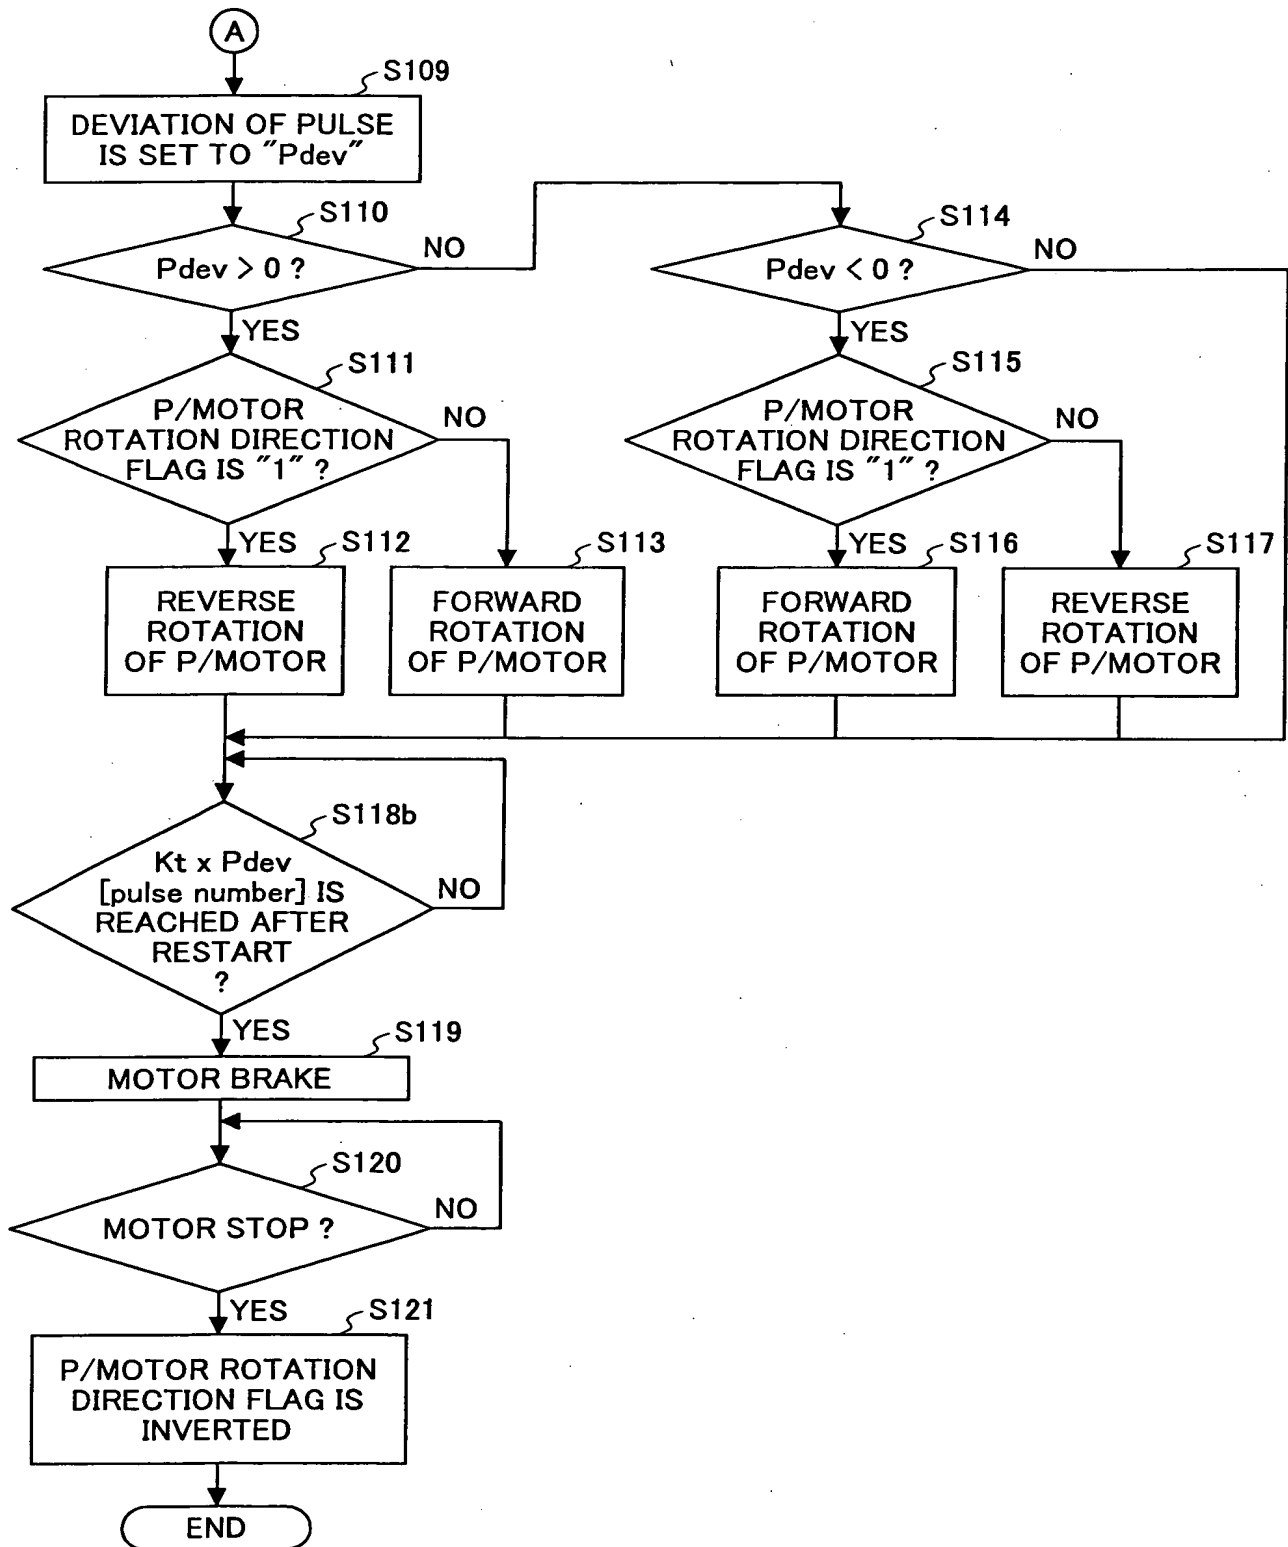 A
S109
DEVIATION OF PULSE
IS SET TO "Pdev"
S110
Pdev > 0 ?
NO
YES
S114
Pdev < 0 ?
NO
YES
S111
P/MOTOR
ROTATION DIRECTION
FLAG IS "1" ?
NO
YES
S115
P/MOTOR
ROTATION DIRECTION
FLAG IS "1" ?
NO
YES
S112
REVERSE
ROTATION
OF P/MOTOR
S113
FORWARD
ROTATION
OF P/MOTOR
S116
FORWARD
ROTATION
OF P/MOTOR
S117
REVERSE
ROTATION
OF P/MOTOR
S118b
Kt x Pdev
[pulse number] IS
REACHED AFTER
RESTART
?
NO
YES
S119
MOTOR BRAKE
S120
MOTOR STOP ?
NO
YES
S121
P/MOTOR ROTATION
DIRECTION FLAG IS
INVERTED
END